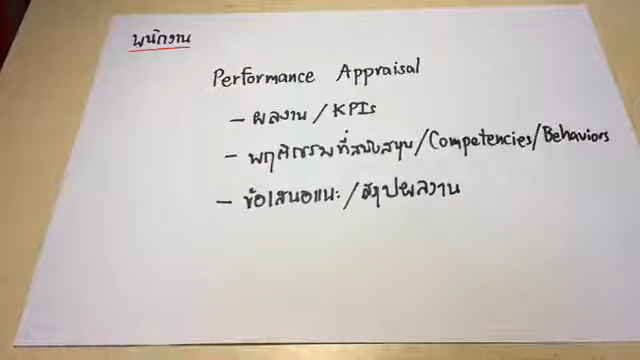 พนักงาน
Performance Appraisal
- ผลงาน / KPIs
- พฤติกรรมที่สนับสนุน / Competencies / Behaviors
- ข้อเสนอแนะ / สรุปผลงาน